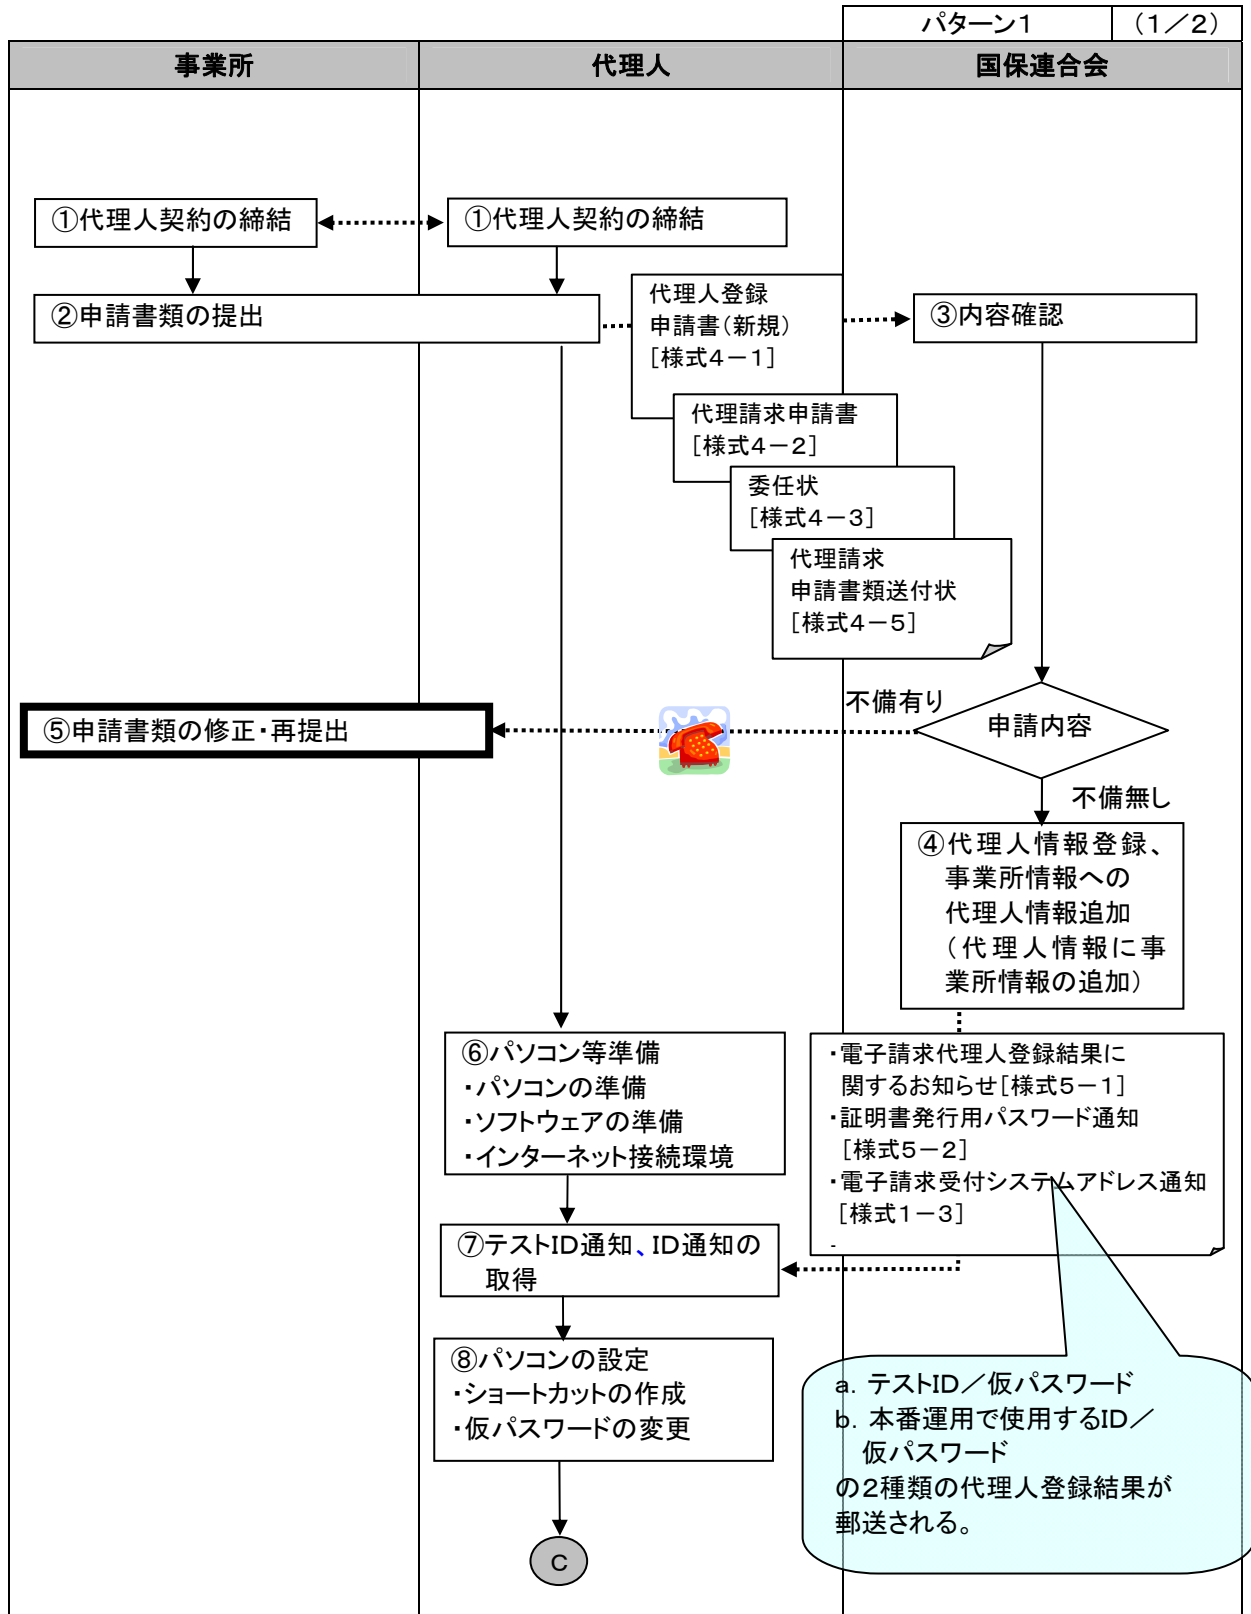 パターン1
（1／2）
事業所
代理人
国保連合会
①代理人契約の締結
①代理人契約の締結
②申請書類の提出
代理人登録
申請書（新規）
［様式4－1］
③内容確認
代理請求申請書
［様式4－2］
委任状
［様式4－3］
代理請求
申請書類送付状
［様式4－5］
不備有り
申請内容
⑤申請書類の修正・再提出
不備無し
④代理人情報登録、
事業所情報への
代理人情報追加
（代理人情報に事
業所情報の追加）
⑥パソコン等準備
・パソコンの準備
・ソフトウェアの準備
・インターネット接続環境
・電子請求代理人登録結果に
関するお知らせ［様式5－1］
・証明書発行用パスワード通知
［様式5－2］
・電子請求受付システムアドレス通知
［様式1－3］
-
⑦テストID通知、ID通知の
取得
⑧パソコンの設定
・ショートカットの作成
・仮パスワードの変更
a．テストID／仮パスワード
b．本番運用で使用するID／
仮パスワード
の2種類の代理人登録結果が
郵送される。
C